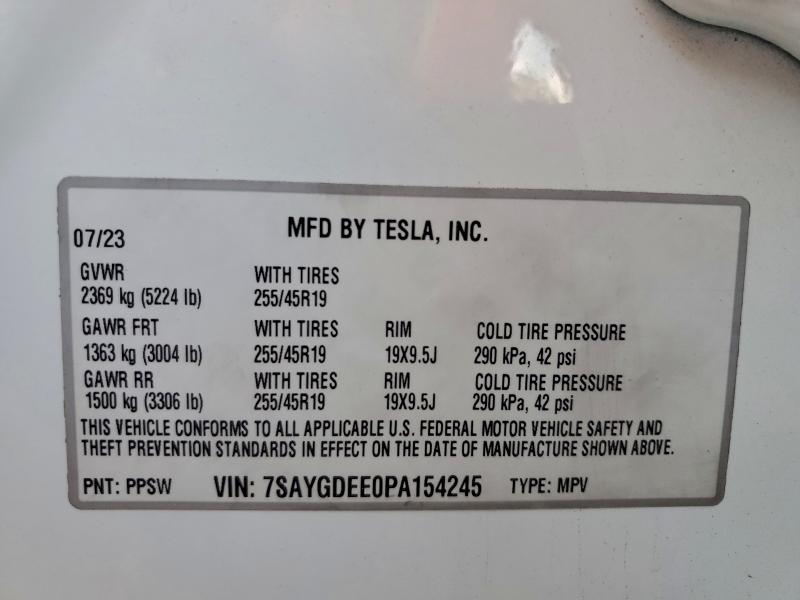 07/23 MFD BY TESLA, INC.
GVWR WITH TIRES
2369 kg (5224 lb) 255/45R19
GAWR FRT WITH TIRES RIM COLD TIRE PRESSURE
1363 kg (3004 lb) 255/45R19 19X9.5J 290 kPa, 42 psi
GAWR RR WITH TIRES RIM COLD TIRE PRESSURE
1500 kg (3306 lb) 255/45R19 19X9.5J 290 kPa, 42 psi
THIS VEHICLE CONFORMS TO ALL APPLICABLE U.S. FEDERAL MOTOR VEHICLE SAFETY AND
THEFT PREVENTION STANDARDS IN EFFECT ON THE DATE OF MANUFACTURE SHOWN ABOVE.
PNT: PPSW VIN: 7SAYGDEE0PA154245 TYPE: MPV